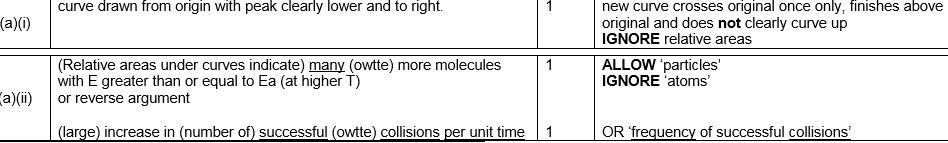 (a)(i)
curve drawn from origin with peak clearly lower and to right.
1
new curve crosses original once only, finishes above
original and does not clearly curve up
IGNORE relative areas
(a)(ii)
(Relative areas under curves indicate) many (owtte) more molecules
with E greater than or equal to Ea (at higher T)
or reverse argument
1
ALLOW ‘particles’
IGNORE ‘atoms’
(large) increase in (number of) successful (owtte) collisions per unit time
1
OR ‘frequency of successful collisions’